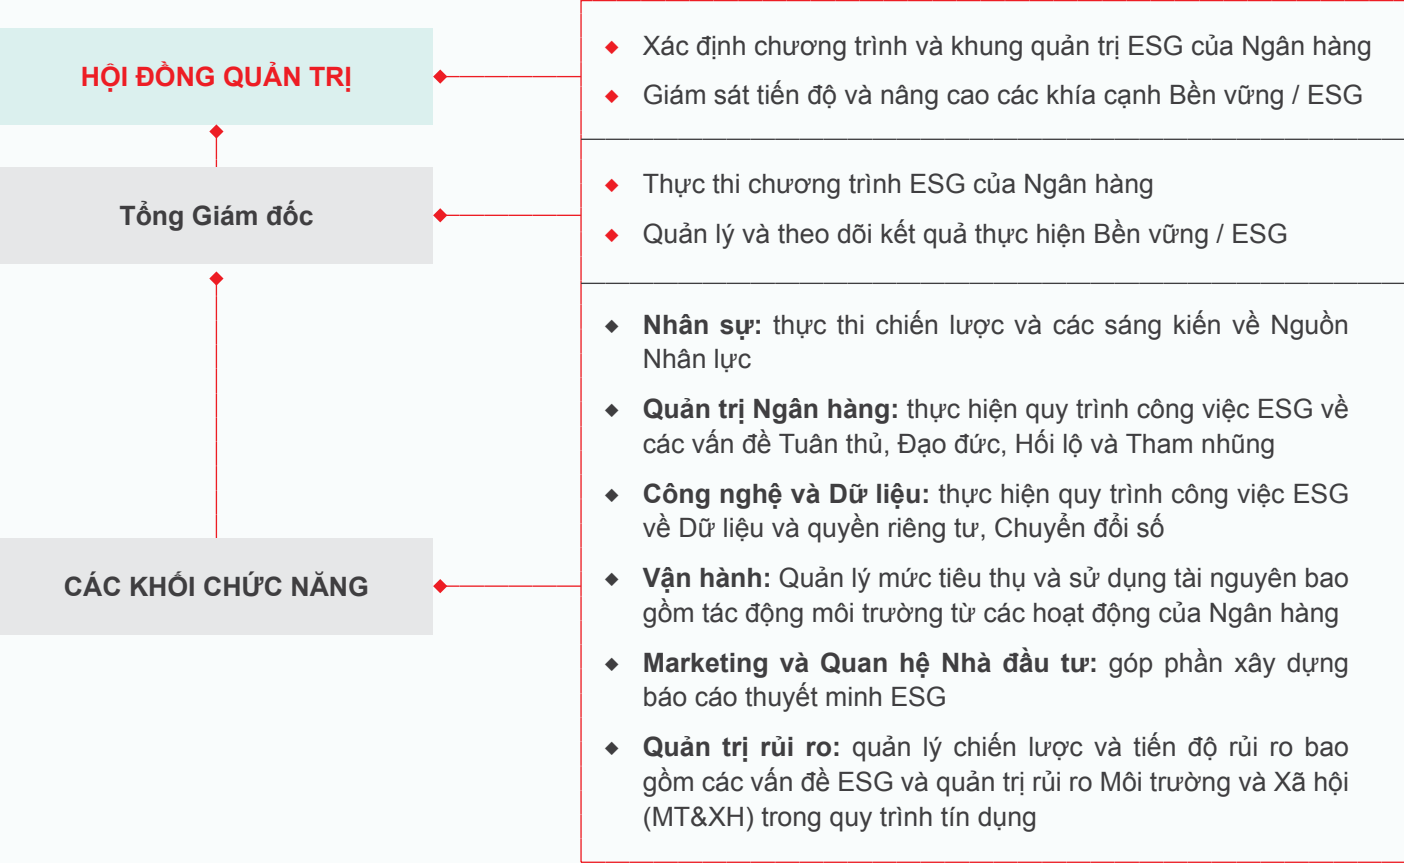 HỘI ĐỒNG QUẢN TRỊ
Xác định chương trình và khung quản trị ESG của Ngân hàng
Giám sát tiến độ và nâng cao các khía cạnh Bền vững / ESG
Tổng Giám đốc
Thực thi chương trình ESG của Ngân hàng
Quản lý và theo dõi kết quả thực hiện Bền vững / ESG
CÁC KHỐI CHỨC NĂNG
Nhân sự: thực thi chiến lược và các sáng kiến về Nguồn
Nhân lực
Quản trị Ngân hàng: thực hiện quy trình công việc ESG về
các vấn đề Tuân thủ, Đạo đức, Hối lộ và Tham nhũng
Công nghệ và Dữ liệu: thực hiện quy trình công việc ESG
về Dữ liệu và quyền riêng tư, Chuyển đổi số
Vận hành: Quản lý mức tiêu thụ và sử dụng tài nguyên bao
gồm tác động môi trường từ các hoạt động của Ngân hàng
Marketing và Quan hệ Nhà đầu tư: góp phần xây dựng
báo cáo thuyết minh ESG
Quản trị rủi ro: quản lý chiến lược và tiến độ rủi ro bao
gồm các vấn đề ESG và quản trị rủi ro Môi trường và Xã hội
(MT&XH) trong quy trình tín dụng